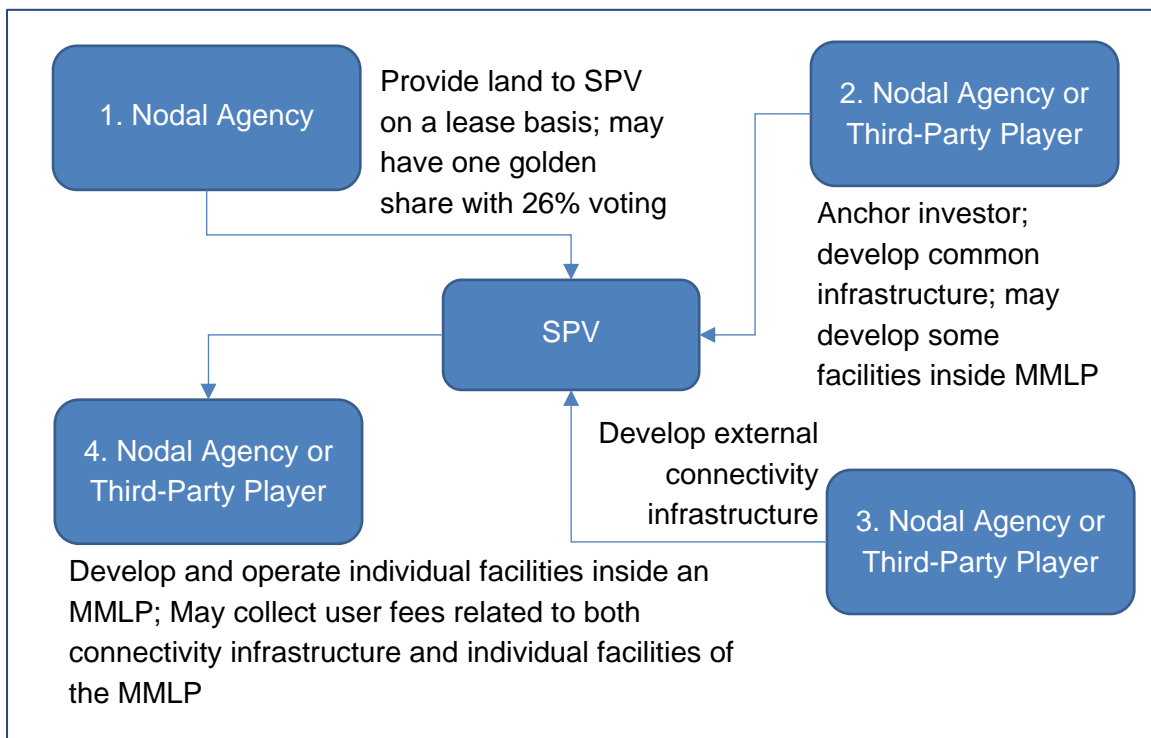 1. Nodal Agency
Provide land to SPV
on a lease basis; may
have one golden
share with 26% voting
2. Nodal Agency or
Third-Party Player
Anchor investor;
develop common
infrastructure; may
develop some
facilities inside MMLP
SPV
Develop external
connectivity
infrastructure
3. Nodal Agency or
Third-Party Player
4. Nodal Agency or
Third-Party Player
Develop and operate individual facilities inside an
MMLP; May collect user fees related to both
connectivity infrastructure and individual facilities of
the MMLP